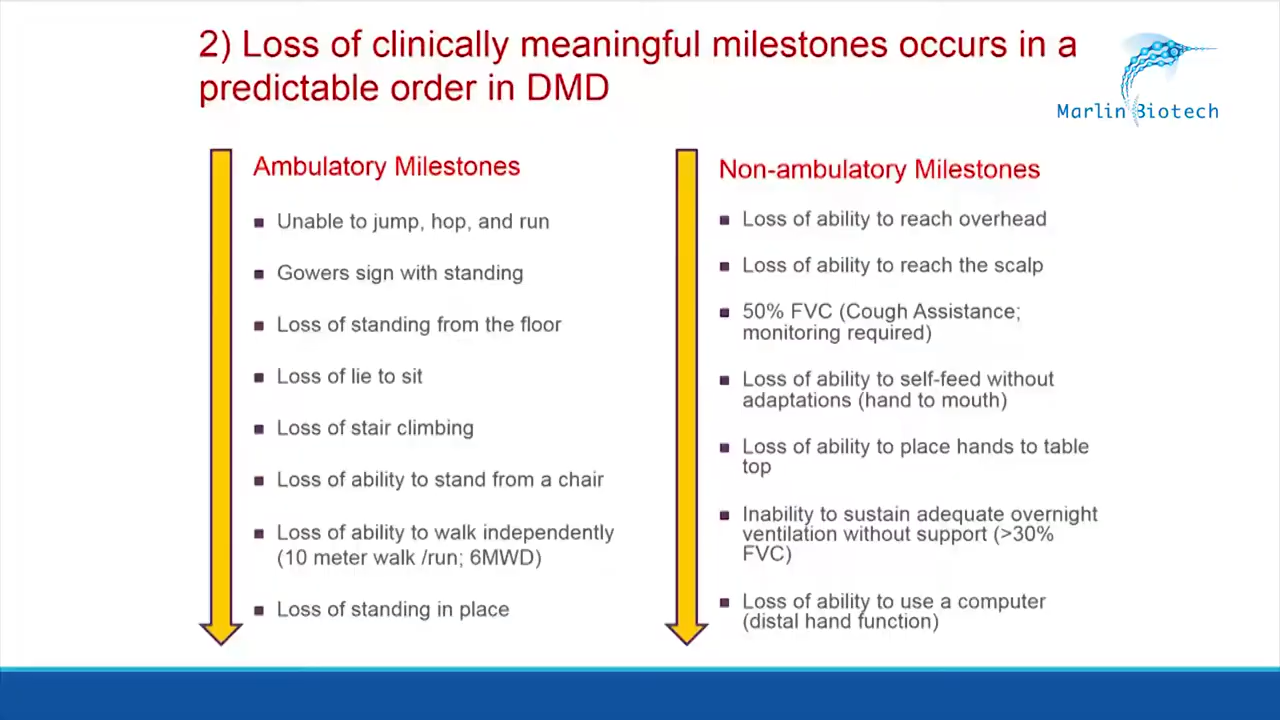 2) Loss of clinically meaningful milestones occurs in a
predictable order in DMD
Marlin Biotech
Ambulatory Milestones
Unable to jump, hop, and run
Gowers sign with standing
Loss of standing from the floor
Loss of lie to sit
Loss of stair climbing
Loss of ability to stand from a chair
Loss of ability to walk independently
(10 meter walk /run; 6MWD)
Loss of standing in place
Non-ambulatory Milestones
Loss of ability to reach overhead
Loss of ability to reach the scalp
50% FVC (Cough Assistance;
monitoring required)
Loss of ability to self-feed without
adaptations (hand to mouth)
Loss of ability to place hands to table
top
Inability to sustain adequate overnight
ventilation without support (>30%
FVC)
Loss of ability to use a computer
(distal hand function)